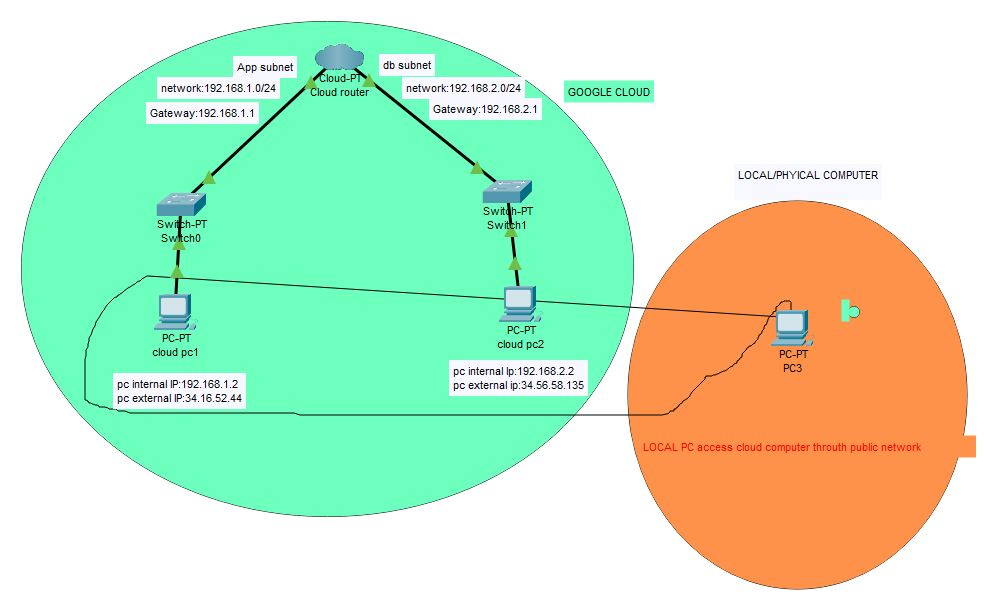 App subnet
network:192.168.1.0/24
Gateway:192.168.1.1
Cloud-PT
Cloud router
db subnet
network:192.168.2.0/24
Gateway:192.168.2.1
GOOGLE CLOUD
LOCAL/PHYICAL COMPUTER
Switch-PT
Switch0
Switch-PT
Switch1
PC-PT
cloud pc1
pc internal IP:192.168.1.2
pc external IP:34.16.52.44
PC-PT
cloud pc2
pc internal Ip:192.168.2.2
pc external ip:34.56.58.135
PC-PT
PC3
LOCAL PC access cloud computer throuth public network